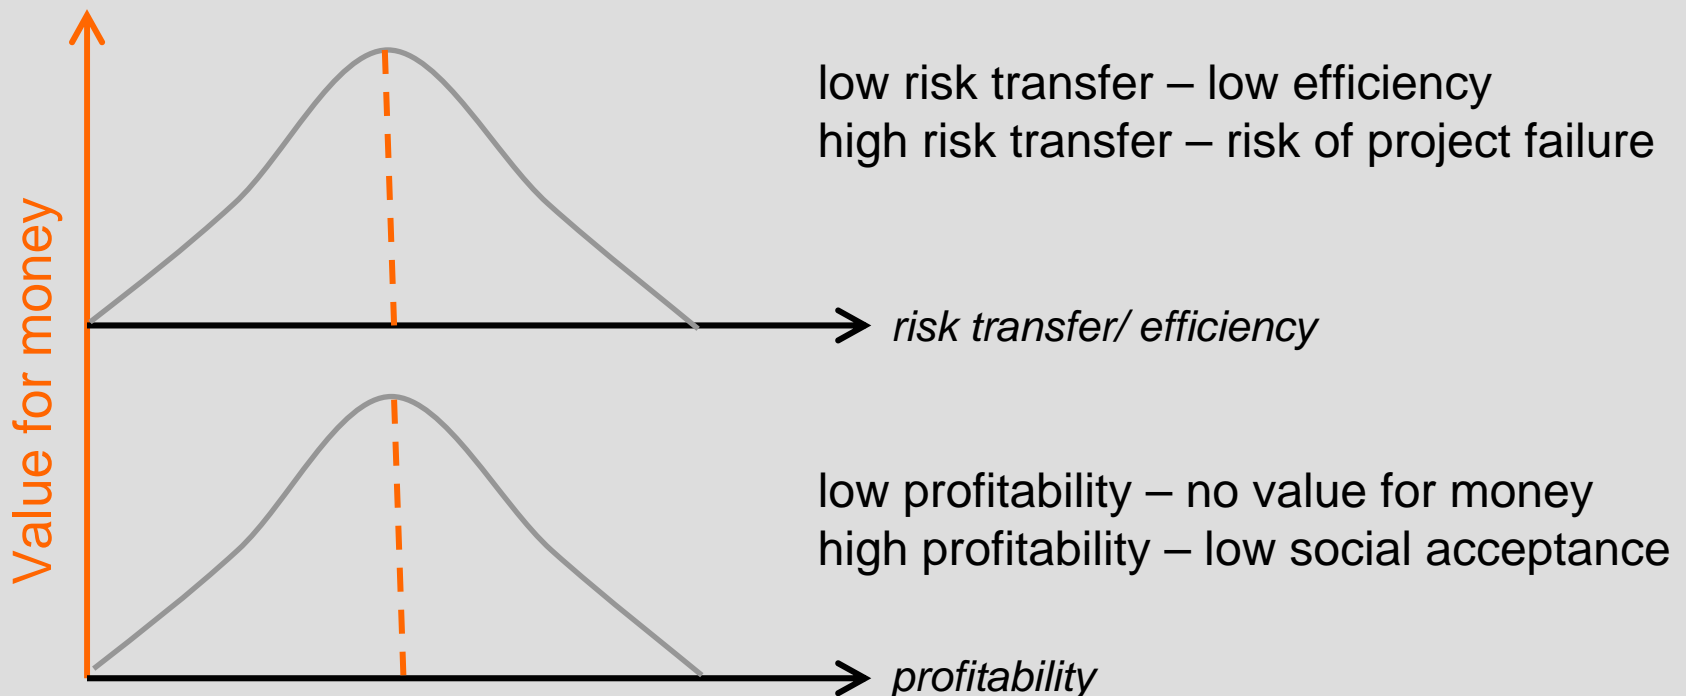 Value for money
low risk transfer – low efficiency
high risk transfer – risk of project failure
risk transfer/ efficiency
low profitability – no value for money
high profitability – low social acceptance
profitability